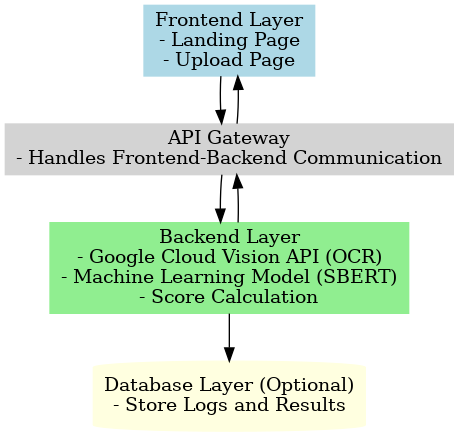 Frontend Layer
- Landing Page
- Upload Page
API Gateway
- Handles Frontend-Backend Communication
Backend Layer
- Google Cloud Vision API (OCR)
- Machine Learning Model (SBERT)
- Score Calculation
Database Layer (Optional)
- Store Logs and Results